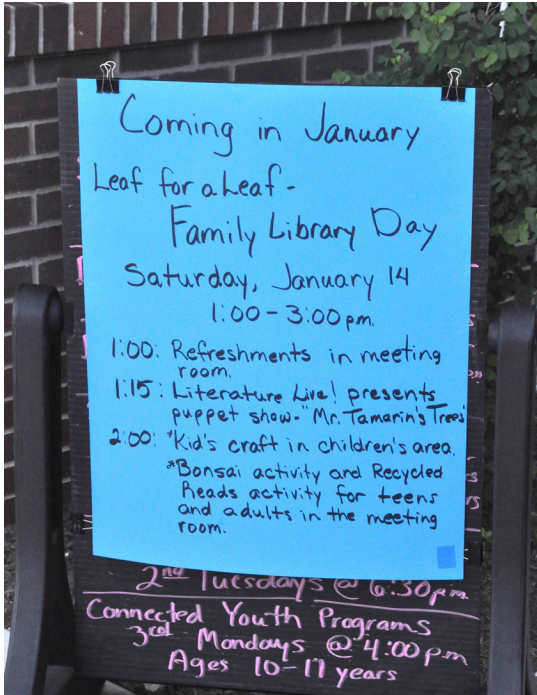 Coming in January
Leaf for a Leaf -
Family Library Day
Saturday, January 14
1:00 - 3:00 p.m.
1:00: Refreshments in meeting
room.
1:15: Literature Live! presents
puppet show - "Mr. Tamarin's Trees"
2:00: *Kid's craft in children's area.
*Bonsai activity and Recycled
Reads activity for teens
and adults in the meeting
room.
2nd Tuesdays @ 6:30pm
Connected Youth Programs
3rd Mondays @ 4:00 pm
Ages 10-17 years